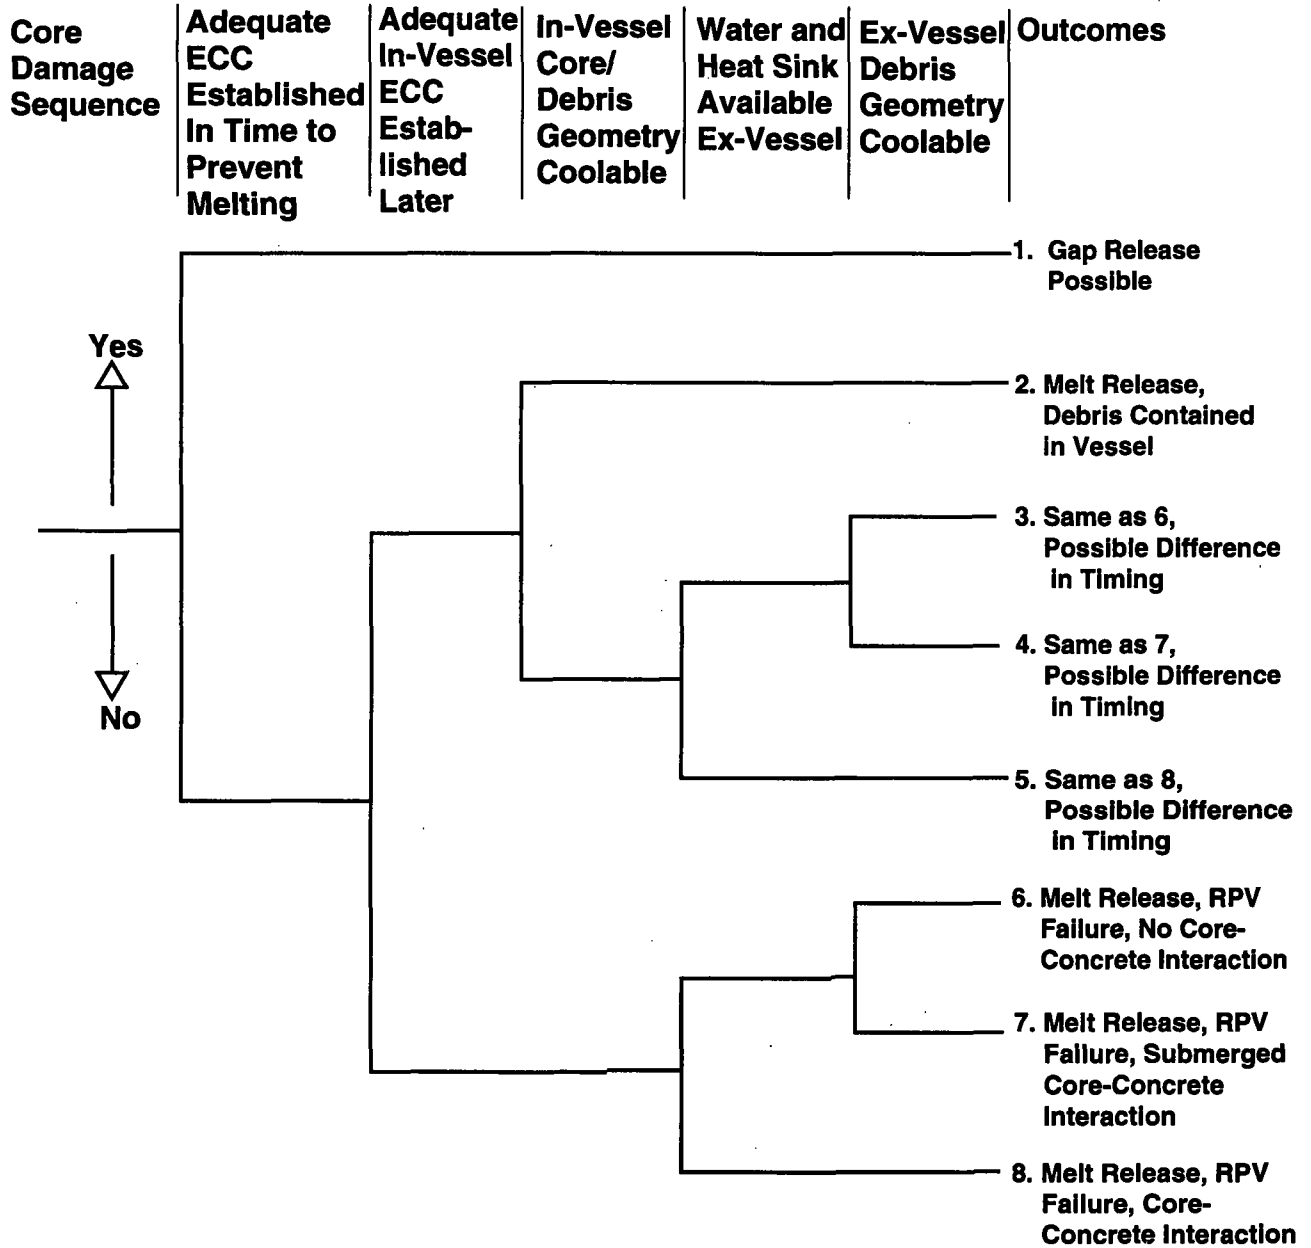 Core
Damage
Sequence
Adequate
ECC
Established
In Time to
Prevent
Melting
Adequate
In-Vessel
ECC
Estab-
lished
Later
In-Vessel
Core/
Debris
Geometry
Coolable
Water and
Heat Sink
Available
Ex-Vessel
Ex-Vessel
Debris
Geometry
Coolable
Outcomes
Yes
No
1. Gap Release
Possible
2. Melt Release,
Debris Contained
in Vessel
3. Same as 6,
Possible Difference
in Timing
4. Same as 7,
Possible Difference
in Timing
5. Same as 8,
Possible Difference
in Timing
6. Melt Release, RPV
Failure, No Core-
Concrete Interaction
7. Melt Release, RPV
Failure, Submerged
Core-Concrete
Interaction
8. Melt Release, RPV
Failure, Core-
Concrete Interaction